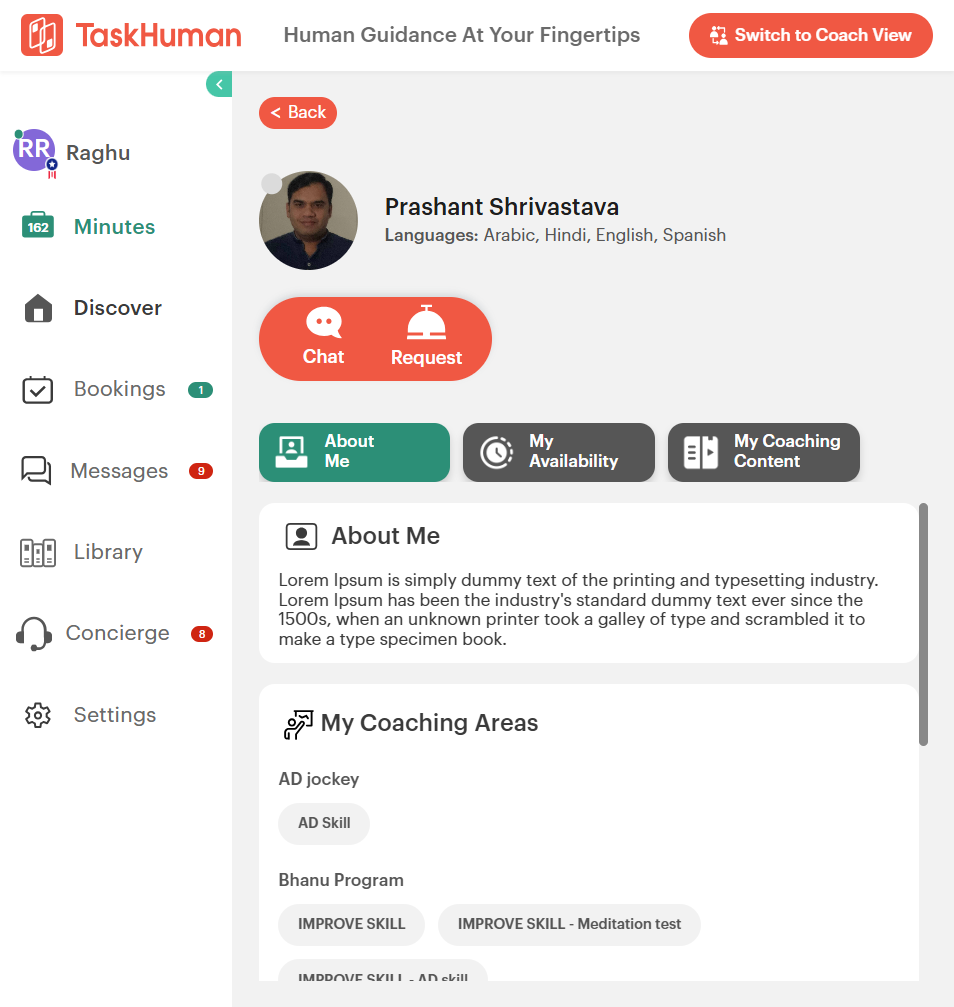 TaskHuman
Human Guidance At Your Fingertips
Switch to Coach View
<
< Back
RR
Raghu
162
Minutes
Discover
Bookings
1
Messages
9
Library
Concierge
8
Settings
Prashant Shrivastava
Languages: Arabic, Hindi, English, Spanish
Chat
Request
About
Me
My
Availability
My Coaching
Content
About Me
Lorem Ipsum is simply dummy text of the printing and typesetting industry.
Lorem Ipsum has been the industry's standard dummy text ever since the
1500s, when an unknown printer took a galley of type and scrambled it to
make a type specimen book.
My Coaching Areas
AD jockey
AD Skill
Bhanu Program
IMPROVE SKILL
IMPROVE SKILL - Meditation test
IMPROVE SKILL - AD skill